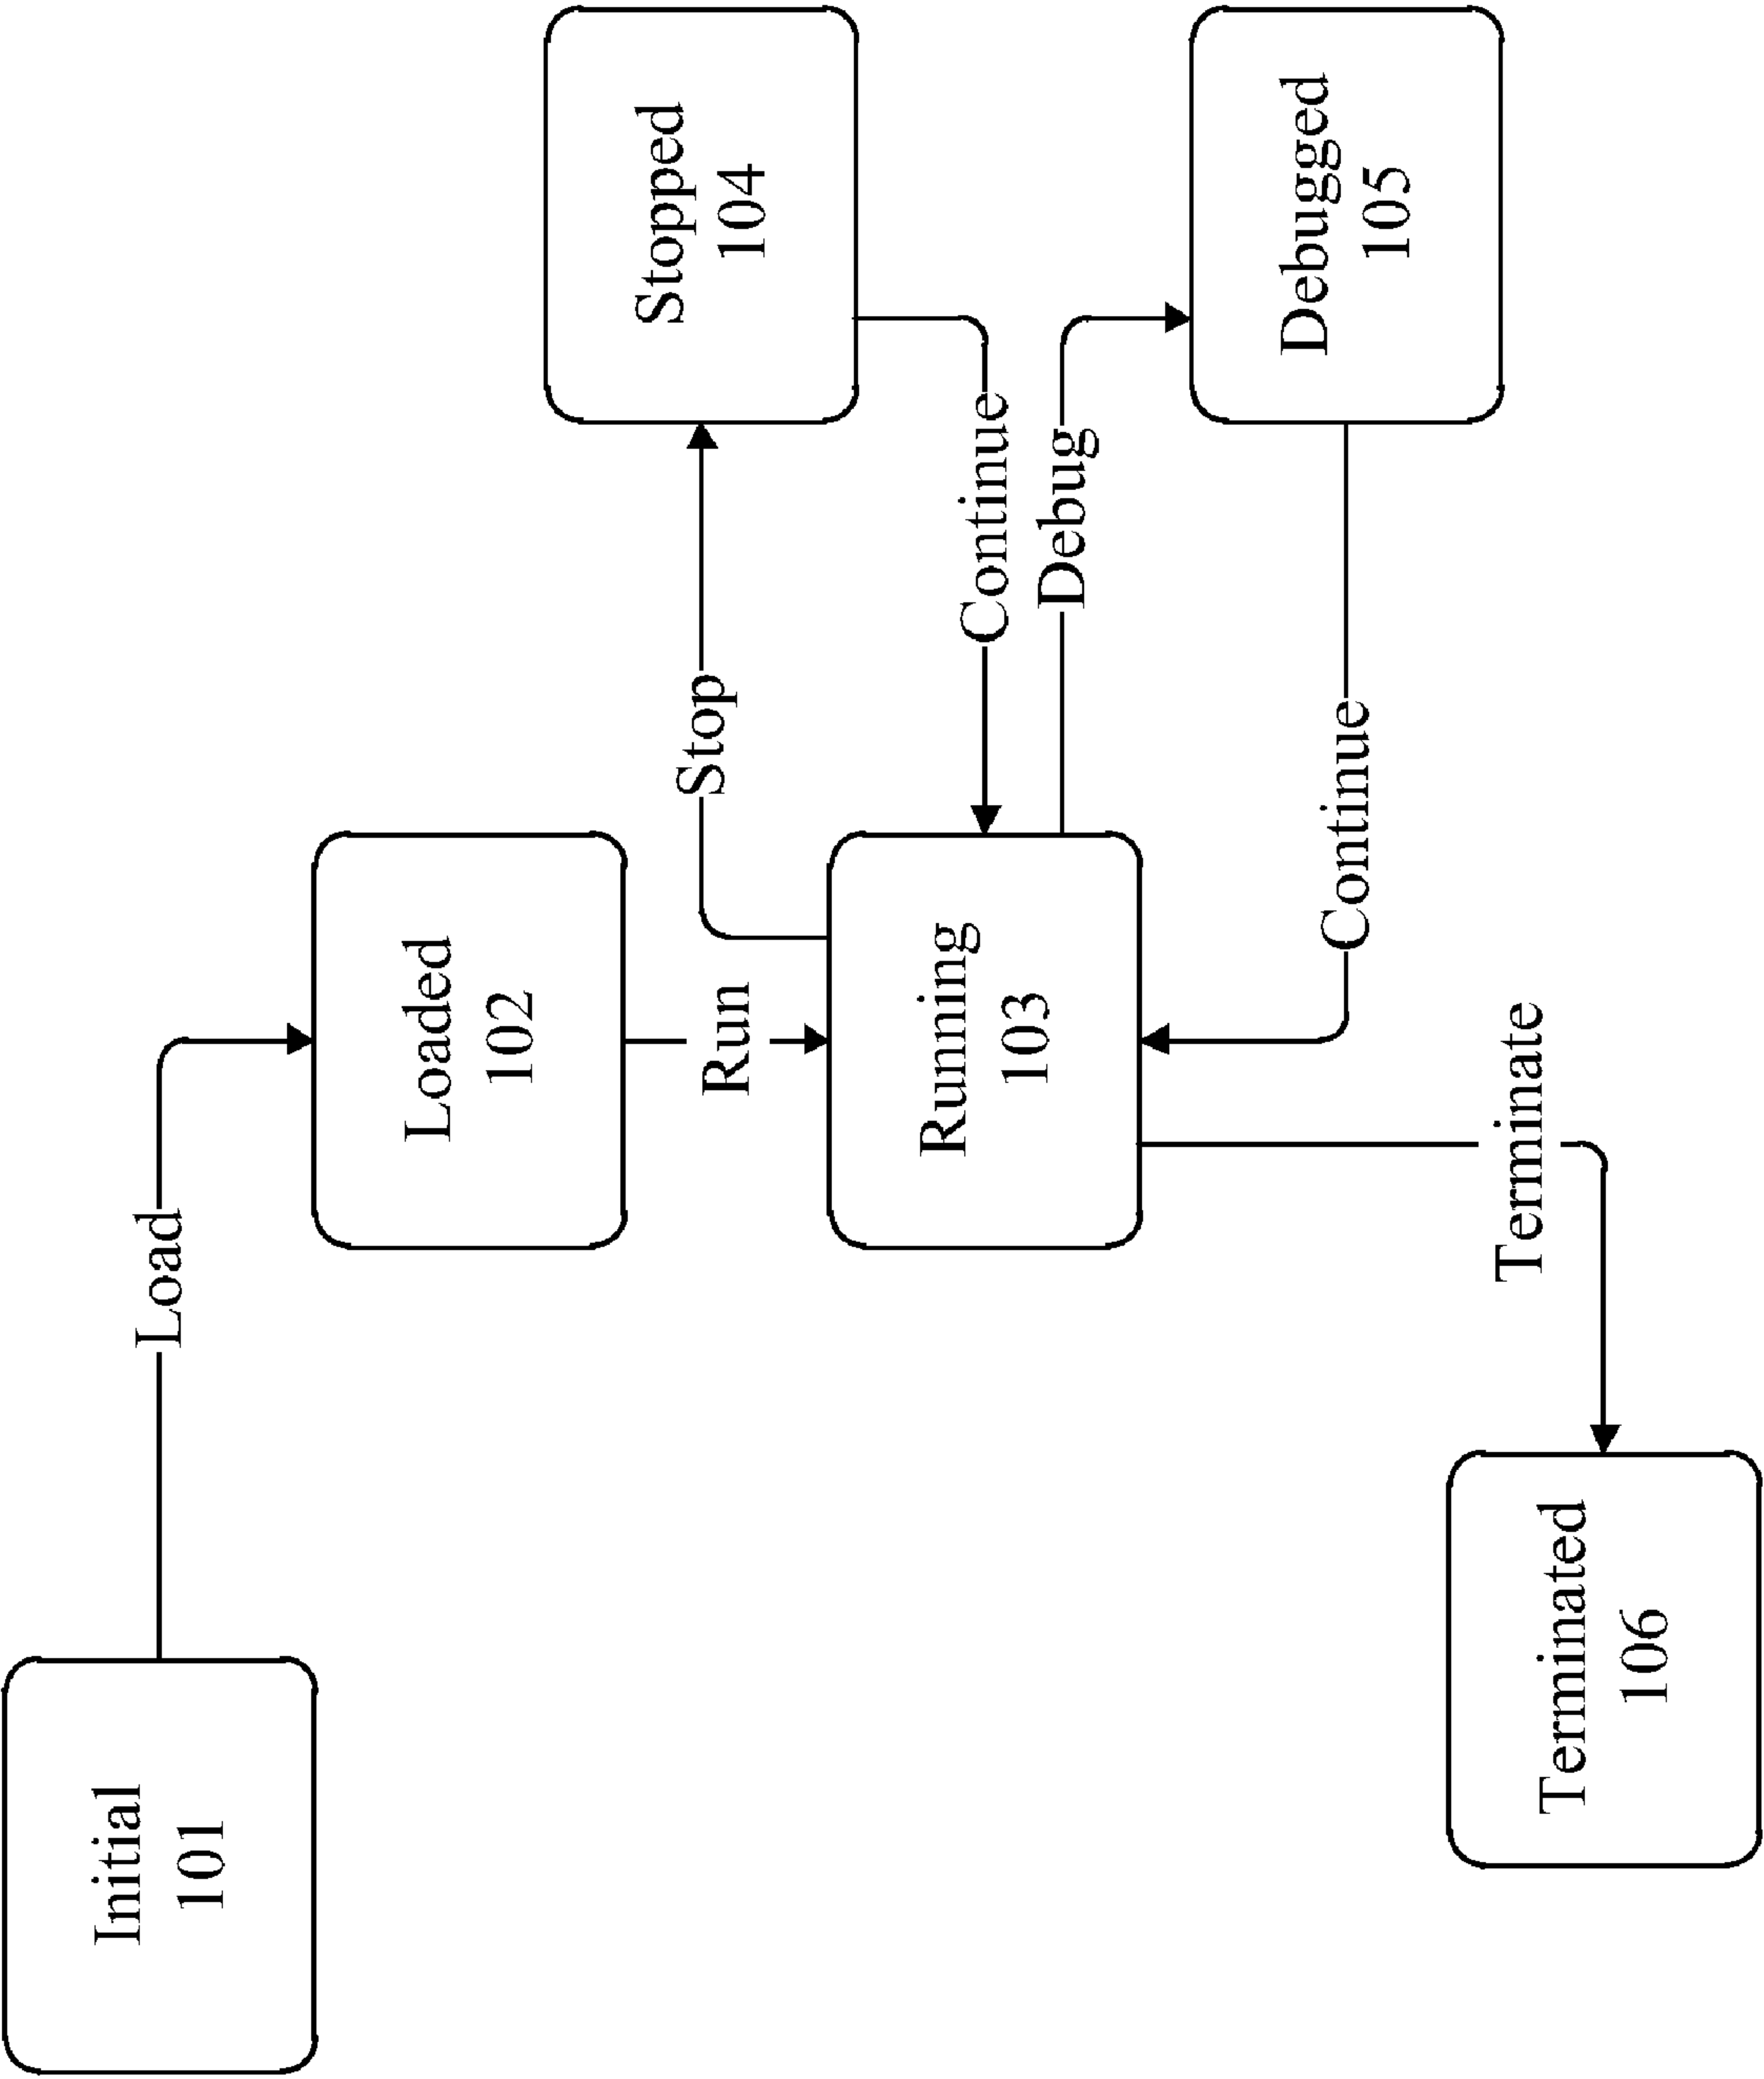 Initial
101
Load
Loaded
102
Run
Stop
Stopped
104
Running
103
Continue
Debug
Debugged
105
Continue
Terminate
Terminated
106